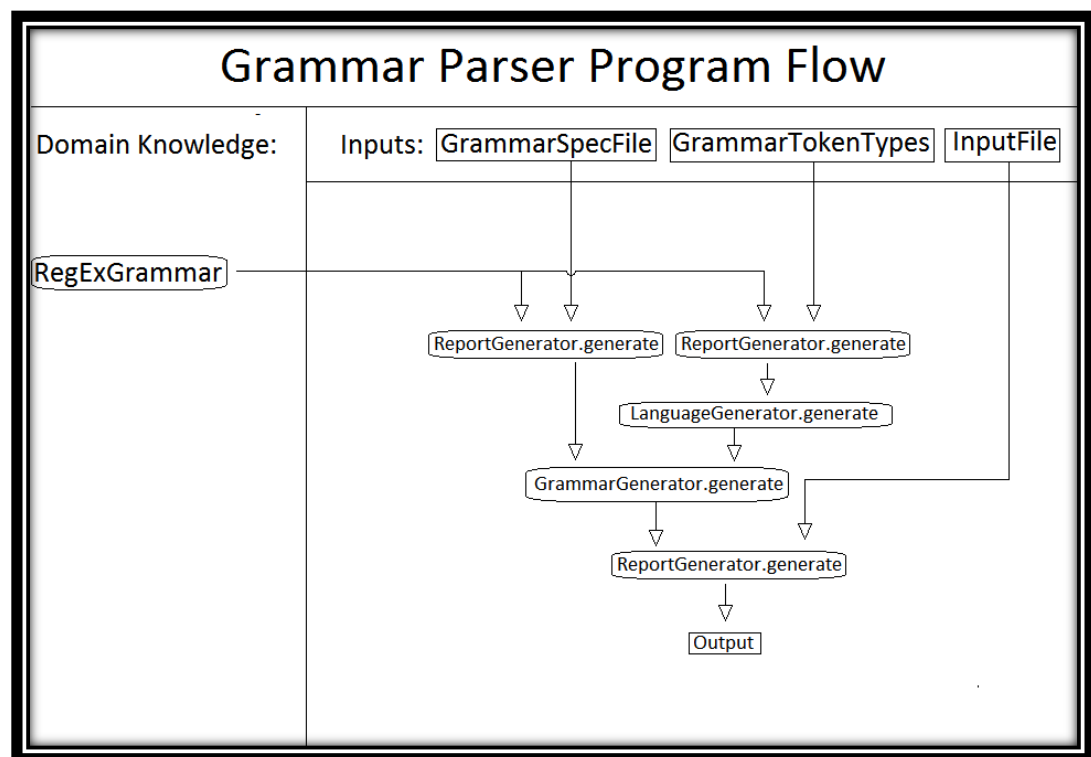 Grammar Parser Program Flow
Domain Knowledge:
Inputs: GrammarSpecFile GrammarTokenTypes InputFile
RegExGrammar
ReportGenerator.generate ReportGenerator.generate
LanguageGenerator.generate
GrammarGenerator.generate
ReportGenerator.generate
Output